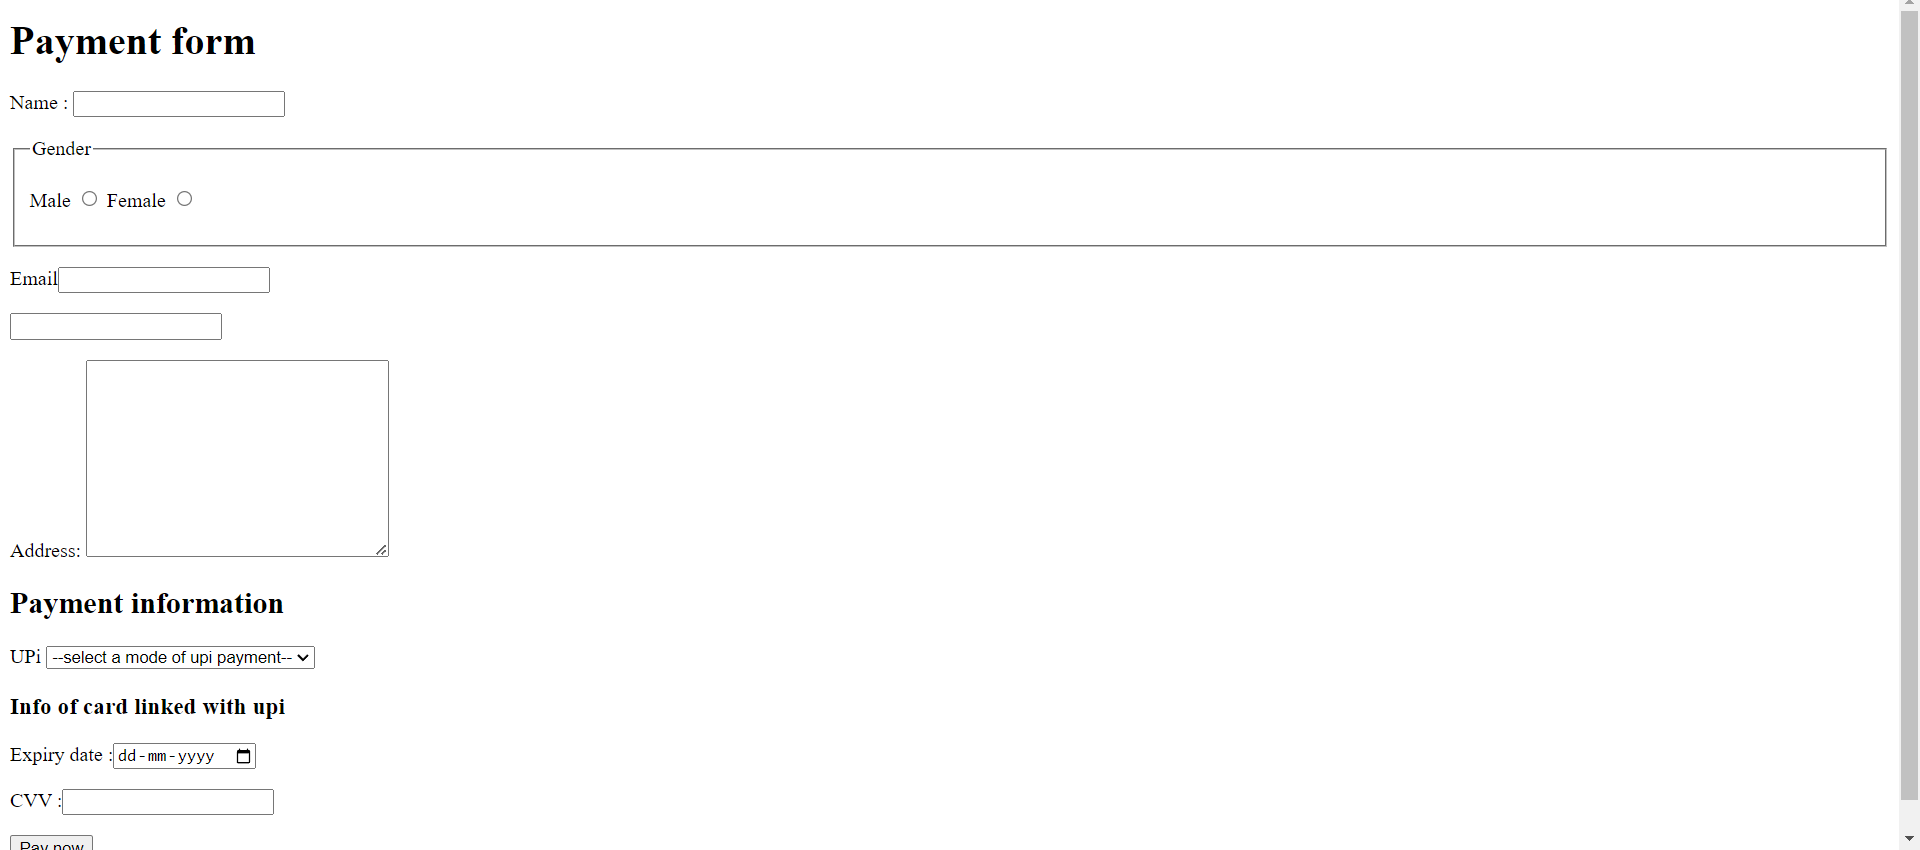 Payment form
Name :
Gender
Male Female
Email
Address:
Payment information
UPi --select a mode of upi payment--
Info of card linked with upi
Expiry date : dd-mm-yyyy
CVV :
Pay now